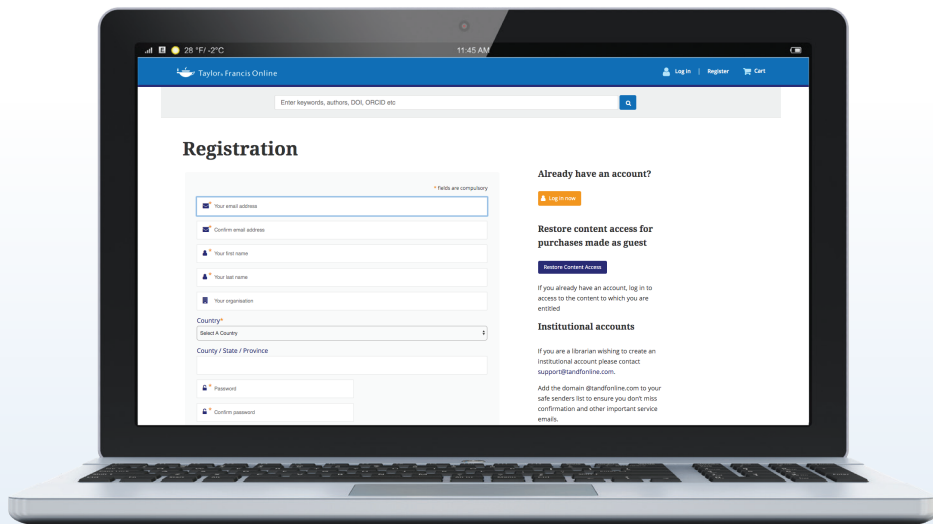 28 °F/ -2°C
11:45 AM
Taylor & Francis Online
Log in | Register Cart
Enter keywords, authors, DOI, ORCID etc
Registration
* Fields are compulsory
* Your email address
* Confirm email address
* Your first name
* Your last name
Your organisation
Country*
Select A Country
County / State / Province
* Password
* Confirm password
Already have an account?
Log in now
Restore content access for
purchases made as guest
Restore Content Access
If you already have an account, log in to
access to the content to which you are
entitled
Institutional accounts
If you are a librarian wishing to create an
institutional account please contact
support@tandfonline.com.
Add the domain @tandfonline.com to your
safe senders list to ensure you don't miss
confirmation and other important service
emails.